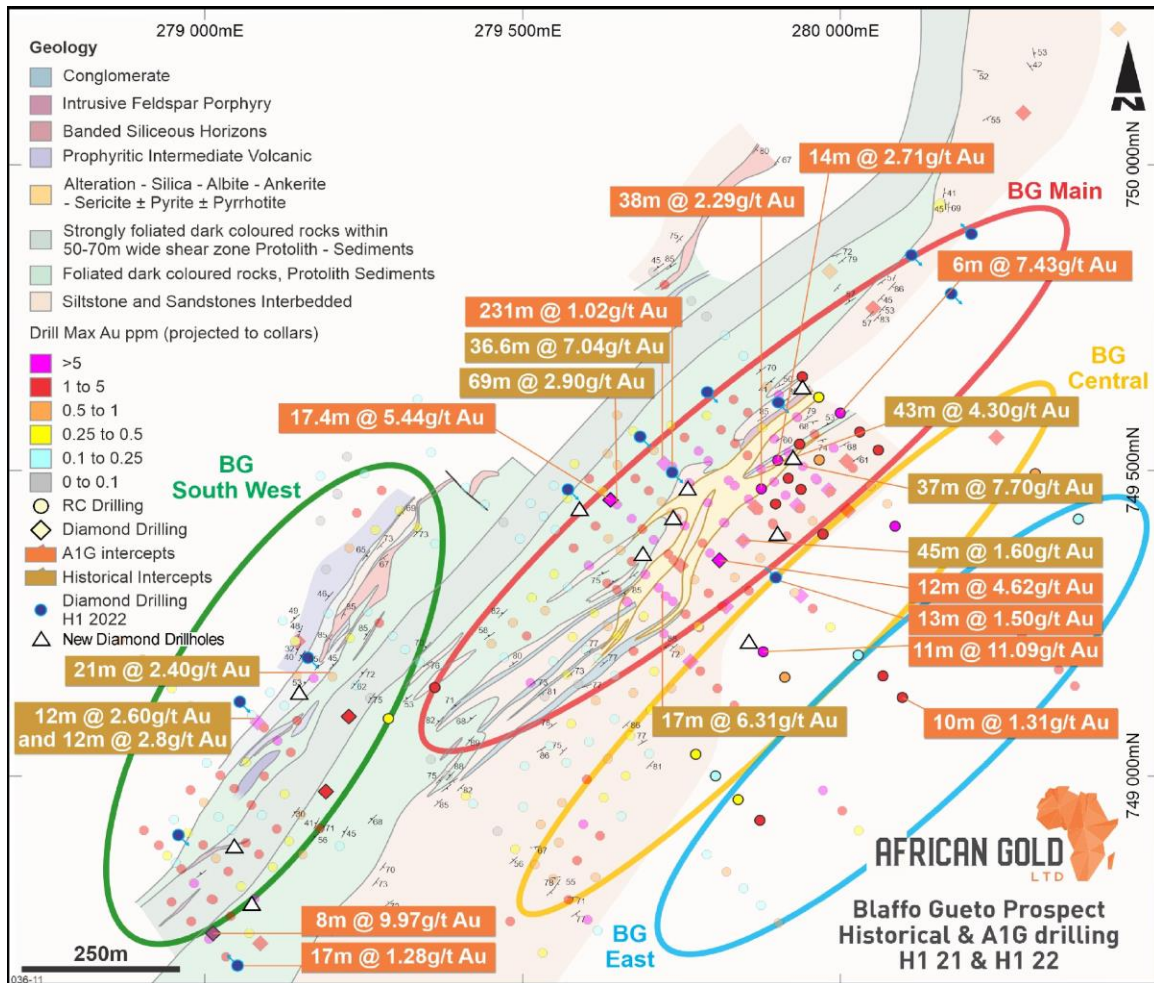 279 000mE
279 500mE
280 000mE
Geology
Conglomerate
Intrusive Feldspar Porphyry
Banded Siliceous Horizons
Prophyritic Intermediate Volcanic
Alteration - Silica - Albite - Ankerite
- Sericite ± Pyrite ± Pyrrhotite
Strongly foliated dark coloured rocks within
50-70m wide shear zone Protolith - Sediments
Foliated dark coloured rocks, Protolith Sediments
Siltstone and Sandstones Interbedded
Drill Max Au ppm (projected to collars)
>5
1 to 5
0.5 to 1
0.25 to 0.5
0.1 to 0.25
0 to 0.1
RC Drilling
Diamond Drilling
A1G intercepts
Historical Intercepts
Diamond Drilling
H1 2022
New Diamond Drillholes
N
750 000mN
749 500mN
749 000mN
14m @ 2.71g/t Au
38m @ 2.29g/t Au
BG Main
6m @ 7.43g/t Au
231m @ 1.02g/t Au
36.6m @ 7.04g/t Au
69m @ 2.90g/t Au
17.4m @ 5.44g/t Au
BG
Central
43m @ 4.30g/t Au
37m @ 7.70g/t Au
BG
South West
45m @ 1.60g/t Au
12m @ 4.62g/t Au
13m @ 1.50g/t Au
11m @ 11.09g/t Au
21m @ 2.40g/t Au
12m @ 2.60g/t Au
and 12m @ 2.8g/t Au
17m @ 6.31g/t Au
10m @ 1.31g/t Au
8m @ 9.97g/t Au
17m @ 1.28g/t Au
BG
East
AFRICAN GOLD
LTD
Blaffo Gueto Prospect
Historical & A1G drilling
H1 21 & H1 22
250m
036-11